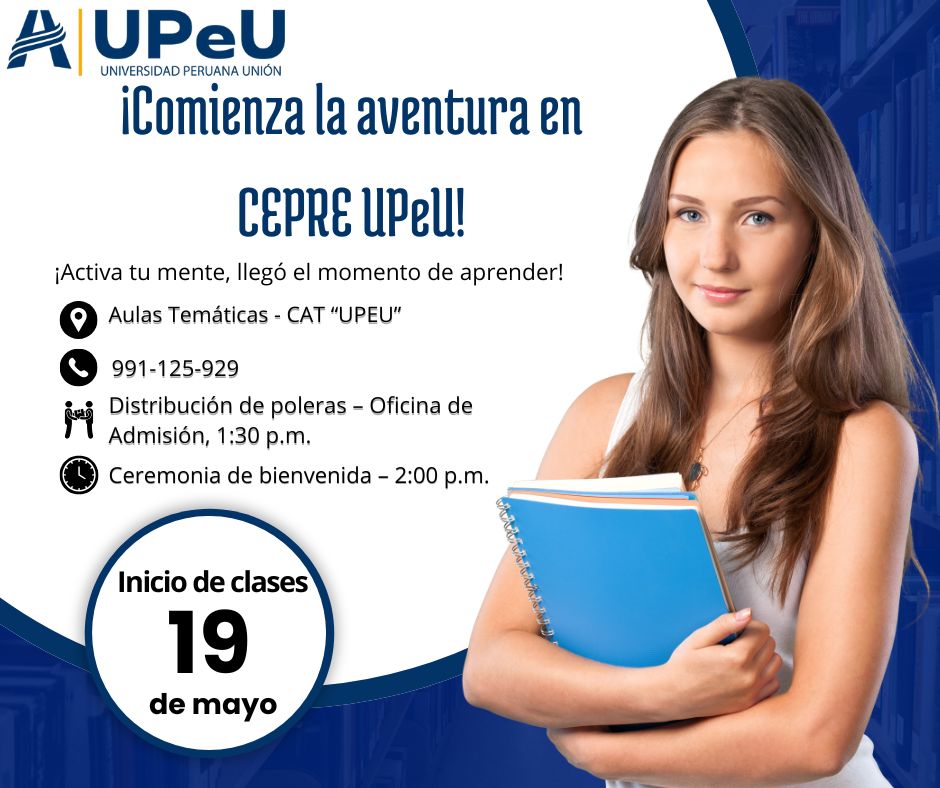 UPeU
UNIVERSIDAD PERUANA UNIÓN
¡Comienza la aventura en
CEPRE UPeU!
¡Activa tu mente, llegó el momento de aprender!
Aulas Temáticas - CAT “UPEU”
991-125-929
Distribución de poleras – Oficina de
Admisión, 1:30 p.m.
Ceremonia de bienvenida – 2:00 p.m.
Inicio de clases
19
de mayo